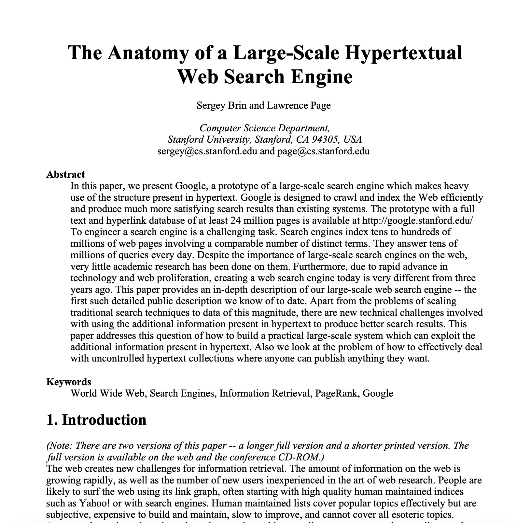 The Anatomy of a Large-Scale Hypertextual
Web Search Engine
Sergey Brin and Lawrence Page
Computer Science Department,
Stanford University, Stanford, CA 94305, USA
sergey@cs.stanford.edu and page@cs.stanford.edu
Abstract
In this paper, we present Google, a prototype of a large-scale search engine which makes heavy
use of the structure present in hypertext. Google is designed to crawl and index the Web efficiently
and produce much more satisfying search results than existing systems. The prototype with a full
text and hyperlink database of at least 24 million pages is available at http://google.stanford.edu/
To engineer a search engine is a challenging task. Search engines index tens to hundreds of
millions of web pages involving a comparable number of distinct terms. They answer tens of
millions of queries every day. Despite the importance of large-scale search engines on the web,
very little academic research has been done on them. Furthermore, due to rapid advance in
technology and web proliferation, creating a web search engine today is very different from three
years ago. This paper provides an in-depth description of our large-scale web search engine -- the
first such detailed public description we know of to date. Apart from the problems of scaling
traditional search techniques to data of this magnitude, there are new technical challenges involved
with using the additional information present in hypertext to produce better search results. This
paper addresses this question of how to build a practical large-scale system which can exploit the
additional information present in hypertext. Also we look at the problem of how to effectively deal
with uncontrolled hypertext collections where anyone can publish anything they want.
Keywords
World Wide Web, Search Engines, Information Retrieval, PageRank, Google
1. Introduction
(Note: There are two versions of this paper -- a longer full version and a shorter printed version. The
full version is available on the web and the conference CD-ROM.)
The web creates new challenges for information retrieval. The amount of information on the web is
growing rapidly, as well as the number of new users inexperienced in the art of web research. People are
likely to surf the web using its link graph, often starting with high quality human maintained indices
such as Yahoo! or with search engines. Human maintained lists cover popular topics effectively but are
subjective, expensive to build and maintain, slow to improve, and cannot cover all esoteric topics.